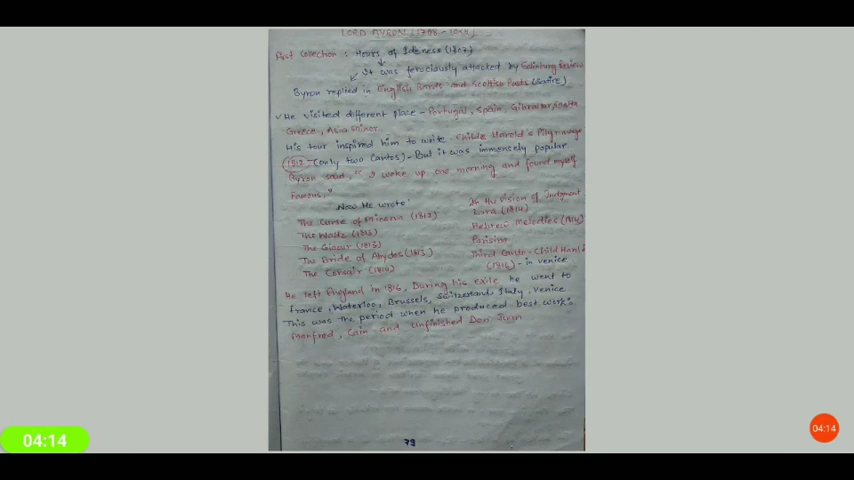 LORD BYRON (1788 - 1824)
First Collection : Hours of Idleness (1807)
It was ferociously attacked by Edinburg Review
Byron replied in English Bards and Scottish Poets (Satire)
✓ He visited different place - Portugal, Spain, Gibraltar, Malta
Greece, Asia Minor.
His tour inspired him to write Childe Harold's Pilgrimage
1812 - (only two Cantos) - But it was immensely popular
Byron said, "I woke up one morning and found myself
Famous."
Now He wrote'
The Curse of Minerva (1812)
The Waltz (1813)
The Giaour (1813)
The Bride of Abydos (1813)
The Corsair (1814)
In the Vision of Judgment
Lara (1814)
Hebrew Melodies (1814)
Parisina
Third Canto - Child Harold
(1816) - in Venice
He left England in 1816, During his exile he went to
france, Waterloo, Brussels, Switzerland, Italy, Venice
This was the period when he produced best work's
Manfred, Cain and unfinished Don Juan
79
04:14
04:14